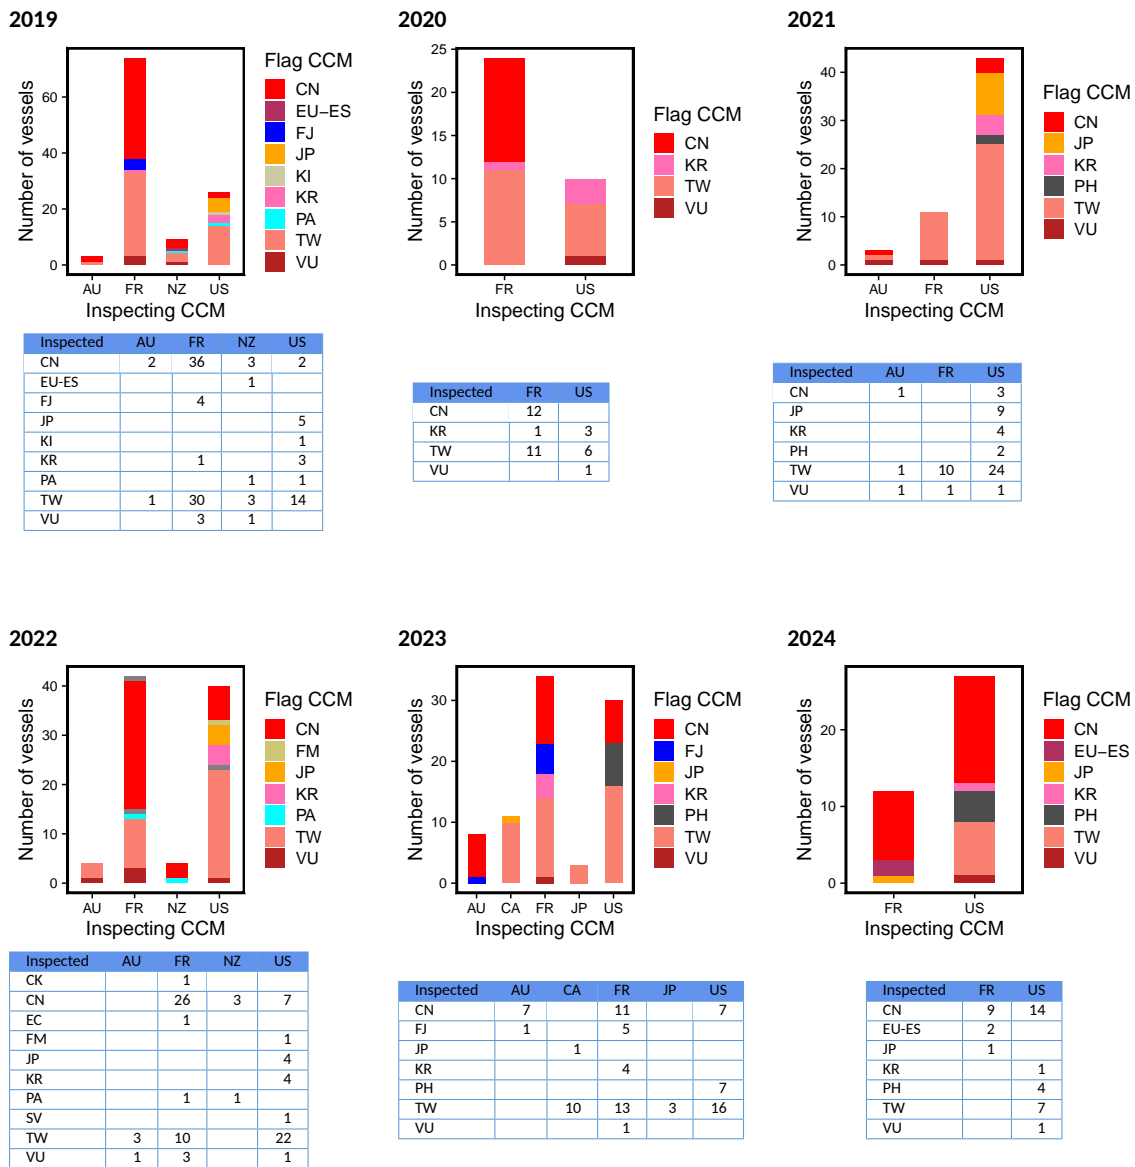 2019
Number of vessels
60
40
20
0
AU FR NZ US
Inspecting CCM
Flag CCM
CN
EU−ES
FJ
JP
KI
KR
PA
TW
VU
Inspected AU FR NZ US
CN 2 36 3 2
EU-ES 1
FJ 4
JP 5
KI 1
KR 1 3
PA 1 1
TW 1 30 3 14
VU 3 1
2020
Number of vessels
25
20
15
10
5
0
FR US
Inspecting CCM
Flag CCM
CN
KR
TW
VU
Inspected FR US
CN 12
KR 1 3
TW 11 6
VU 1
2021
Number of vessels
40
30
20
10
0
AU FR US
Inspecting CCM
Flag CCM
CN
JP
KR
PH
TW
VU
Inspected AU FR US
CN 1 3
JP 9
KR 4
PH 2
TW 1 10 24
VU 1 1 1
2022
Number of vessels
40
30
20
10
0
AU FR NZ US
Inspecting CCM
Flag CCM
CN
FM
JP
KR
PA
TW
VU
Inspected AU FR NZ US
CK 1
CN 26 3 7
EC 1
FM 1
JP 4
KR 4
PA 1 1
SV 1
TW 3 10 22
VU 1 3 1
2023
Number of vessels
30
20
10
0
AU CA FR JP US
Inspecting CCM
Flag CCM
CN
FJ
JP
KR
PH
TW
VU
Inspected AU CA FR JP US
CN 7 11 7
FJ 1 5
JP 1
KR 4
PH 7
TW 10 13 3 16
VU 1
2024
Number of vessels
20
10
0
FR US
Inspecting CCM
Flag CCM
CN
EU−ES
JP
KR
PH
TW
VU
Inspected FR US
CN 9 14
EU-ES 2
JP 1
KR 1
PH 4
TW 7
VU 1